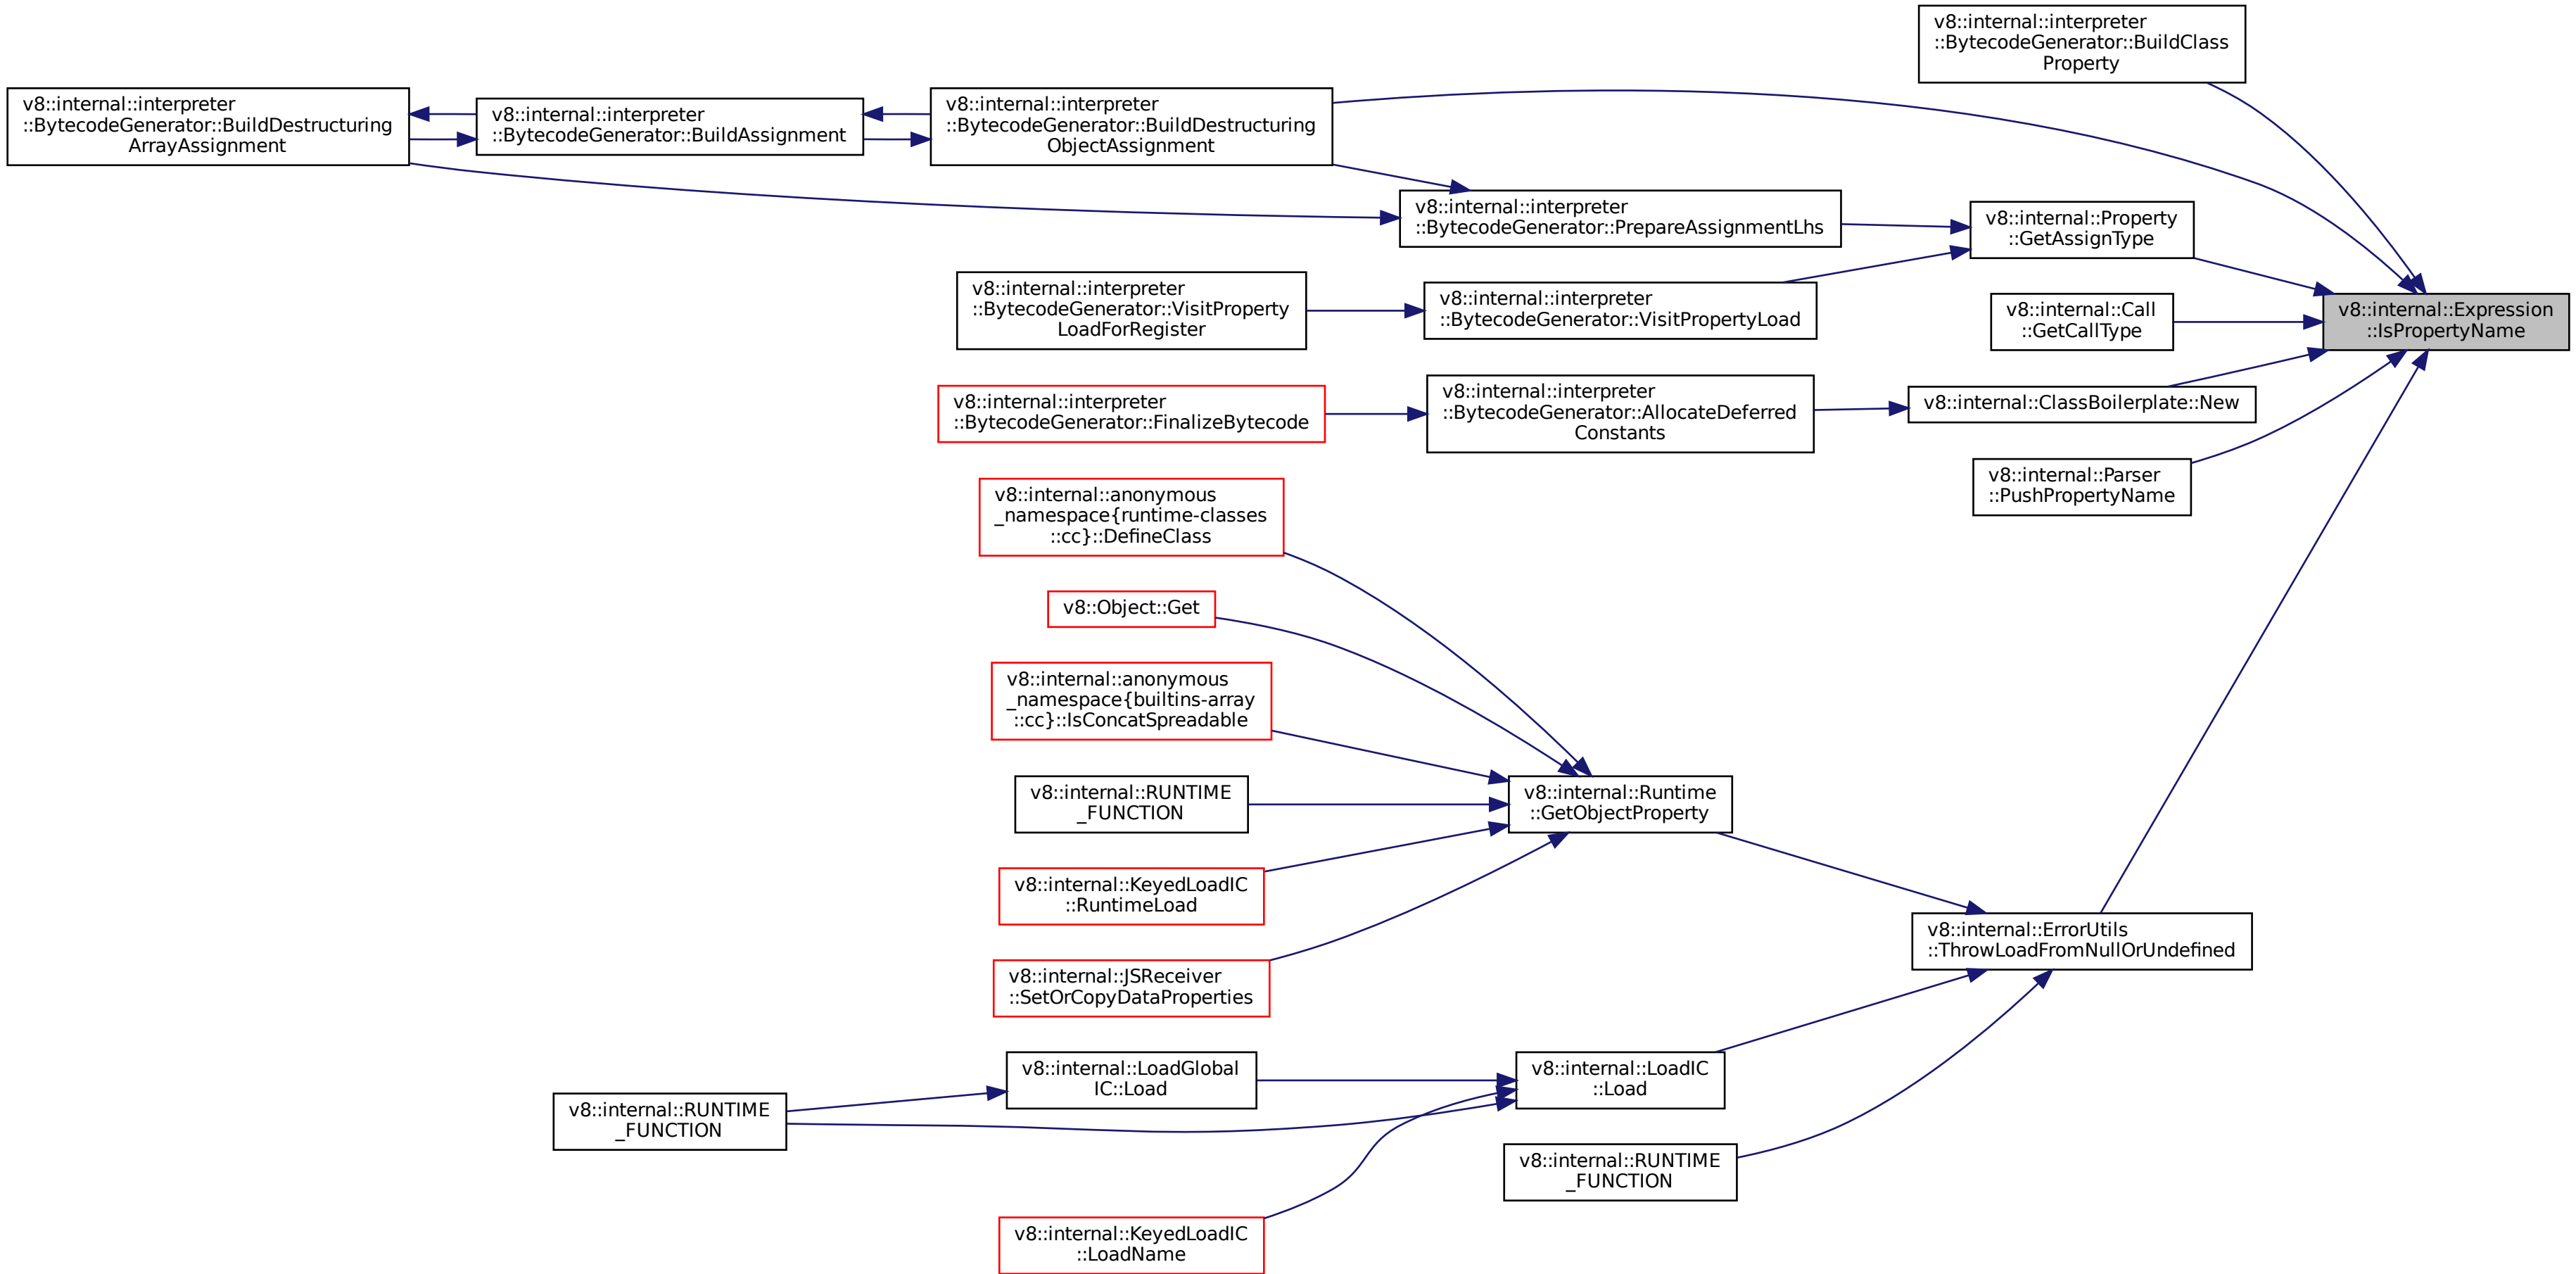 v8::internal::interpreter
::BytecodeGenerator::BuildClass
Property
v8::internal::interpreter
::BytecodeGenerator::BuildDestructuring
ArrayAssignment
v8::internal::interpreter
::BytecodeGenerator::BuildAssignment
v8::internal::interpreter
::BytecodeGenerator::BuildDestructuring
ObjectAssignment
v8::internal::interpreter
::BytecodeGenerator::PrepareAssignmentLhs
v8::internal::Property
::GetAssignType
v8::internal::interpreter
::BytecodeGenerator::VisitProperty
LoadForRegister
v8::internal::interpreter
::BytecodeGenerator::VisitPropertyLoad
v8::internal::Call
::GetCallType
v8::internal::Expression
::IsPropertyName
v8::internal::interpreter
::BytecodeGenerator::FinalizeBytecode
v8::internal::interpreter
::BytecodeGenerator::AllocateDeferred
Constants
v8::internal::ClassBoilerplate::New
v8::internal::Parser
::PushPropertyName
v8::internal::anonymous
_namespace{runtime-classes
::cc}::DefineClass
v8::Object::Get
v8::internal::anonymous
_namespace{builtins-array
::cc}::IsConcatSpreadable
v8::internal::RUNTIME
_FUNCTION
v8::internal::Runtime
::GetObjectProperty
v8::internal::KeyedLoadIC
::RuntimeLoad
v8::internal::ErrorUtils
::ThrowLoadFromNullOrUndefined
v8::internal::JSReceiver
::SetOrCopyDataProperties
v8::internal::LoadGlobal
IC::Load
v8::internal::LoadIC
::Load
v8::internal::RUNTIME
_FUNCTION
v8::internal::RUNTIME
_FUNCTION
v8::internal::KeyedLoadIC
::LoadName